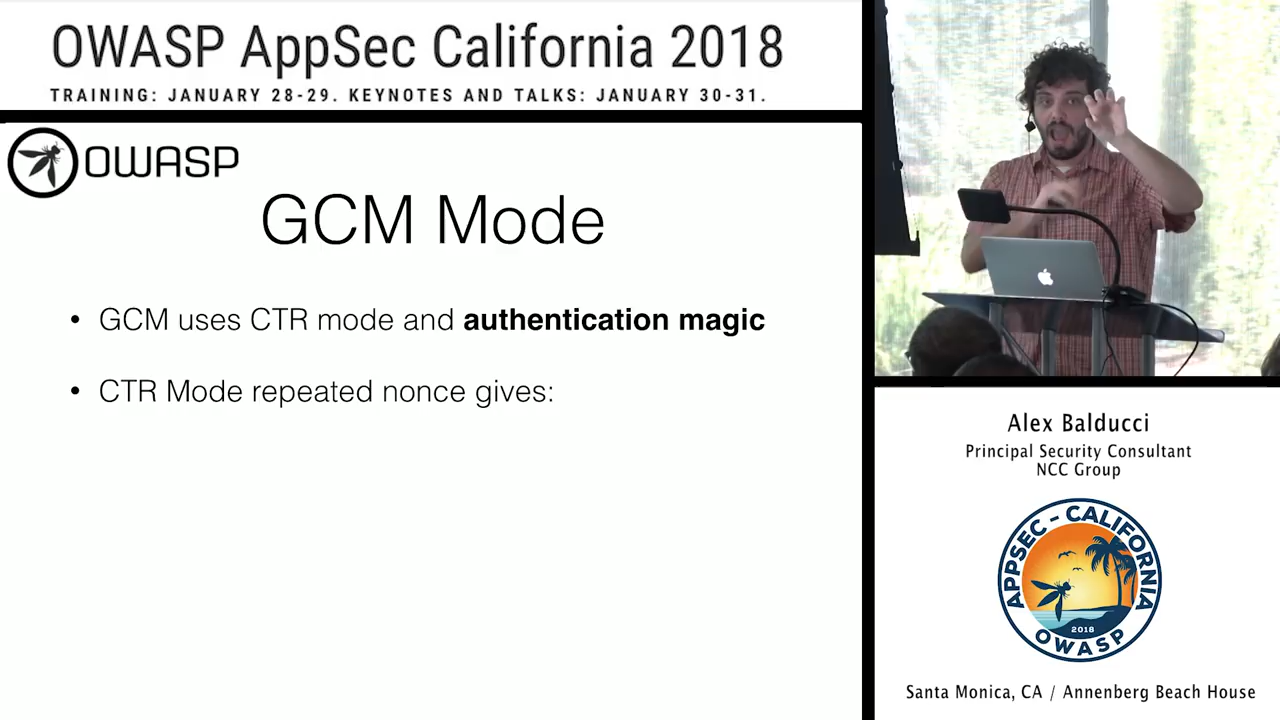 OWASP AppSec California 2018
TRAINING: JANUARY 28-29. KEYNOTES AND TALKS: JANUARY 30-31.
OWASP
GCM Mode
• GCM uses CTR mode and authentication magic
• CTR Mode repeated nonce gives:
Alex Balducci
Principal Security Consultant
NCC Group
APPSEC - CALIFORNIA
2018
OWASP
Santa Monica, CA / Annenberg Beach House